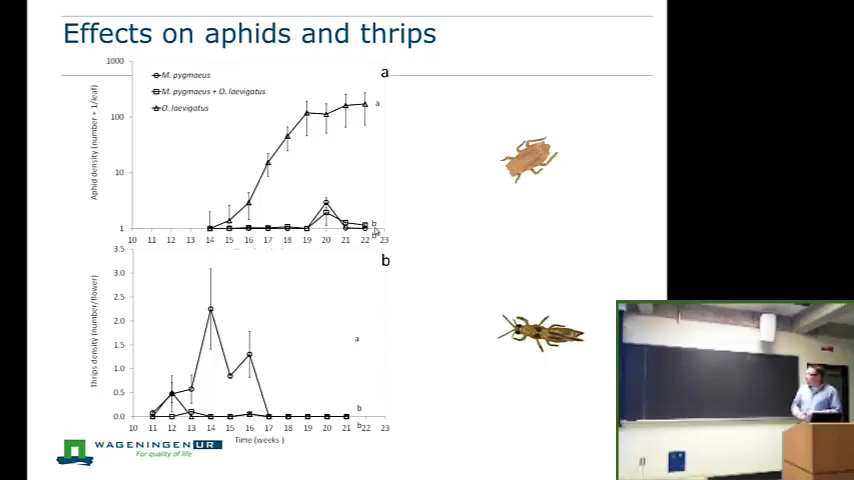 Effects on aphids and thrips
1000
100
10
1
Aphid density (number + 1/leaf)
M. pygmaeus
M. pygmaeus + O. laevigatus
O. laevigatus
a
a
b
10 11 12 13 14 15 16 17 18 19 20 21 22 23
3.5
3.0
2.5
2.0
1.5
1.0
0.5
0.0
Thrips density (number/flower)
b
a
b
b
10 11 12 13 14 15 16 17 18 19 20 21 22 23
Time (weeks )
WAGENINGEN UR
For quality of life